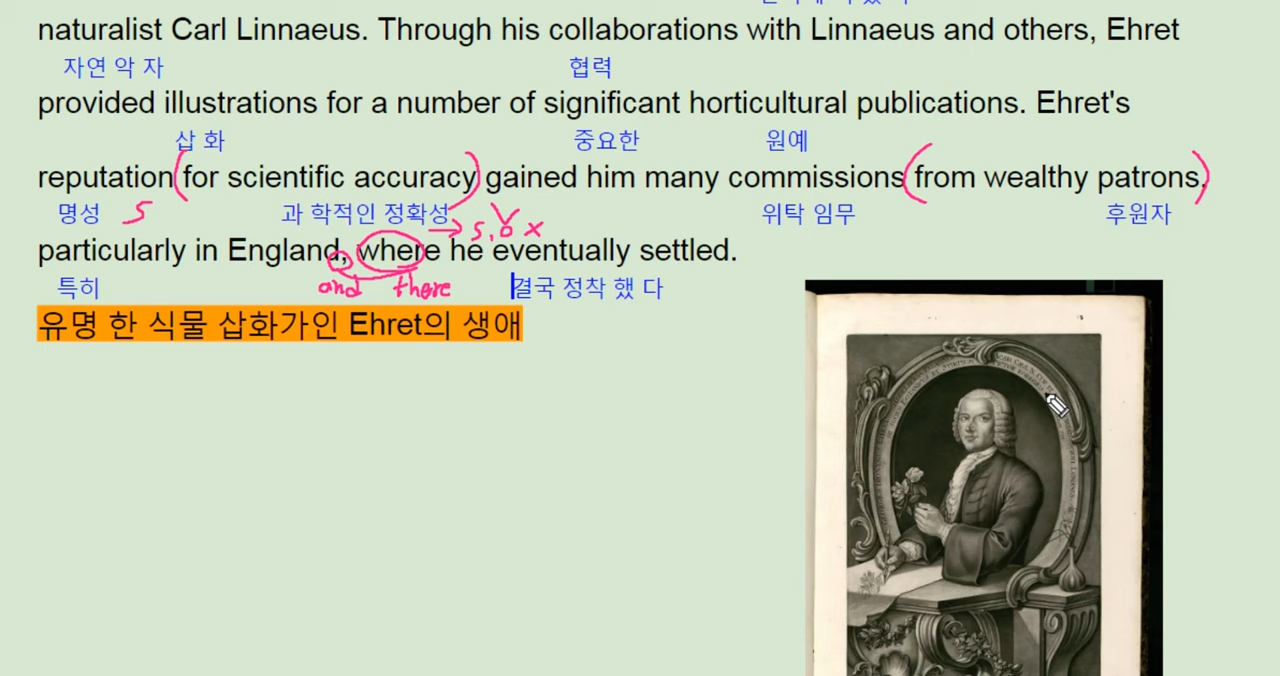 naturalist Carl Linnaeus. Through his collaborations with Linnaeus and others, Ehret
자연 악 자 협력
provided illustrations for a number of significant horticultural publications. Ehret's
삽 화 중요한 원예
reputation (for scientific accuracy) gained him many commissions (from wealthy patrons,)
명성 S 과 학적인 정확성 V 위탁 임무 후원자
→ s, o x
particularly in England, where he eventually settled.
특히 and there 결국 정착 했 다
유명 한 식물 삽화가인 Ehret의 생애